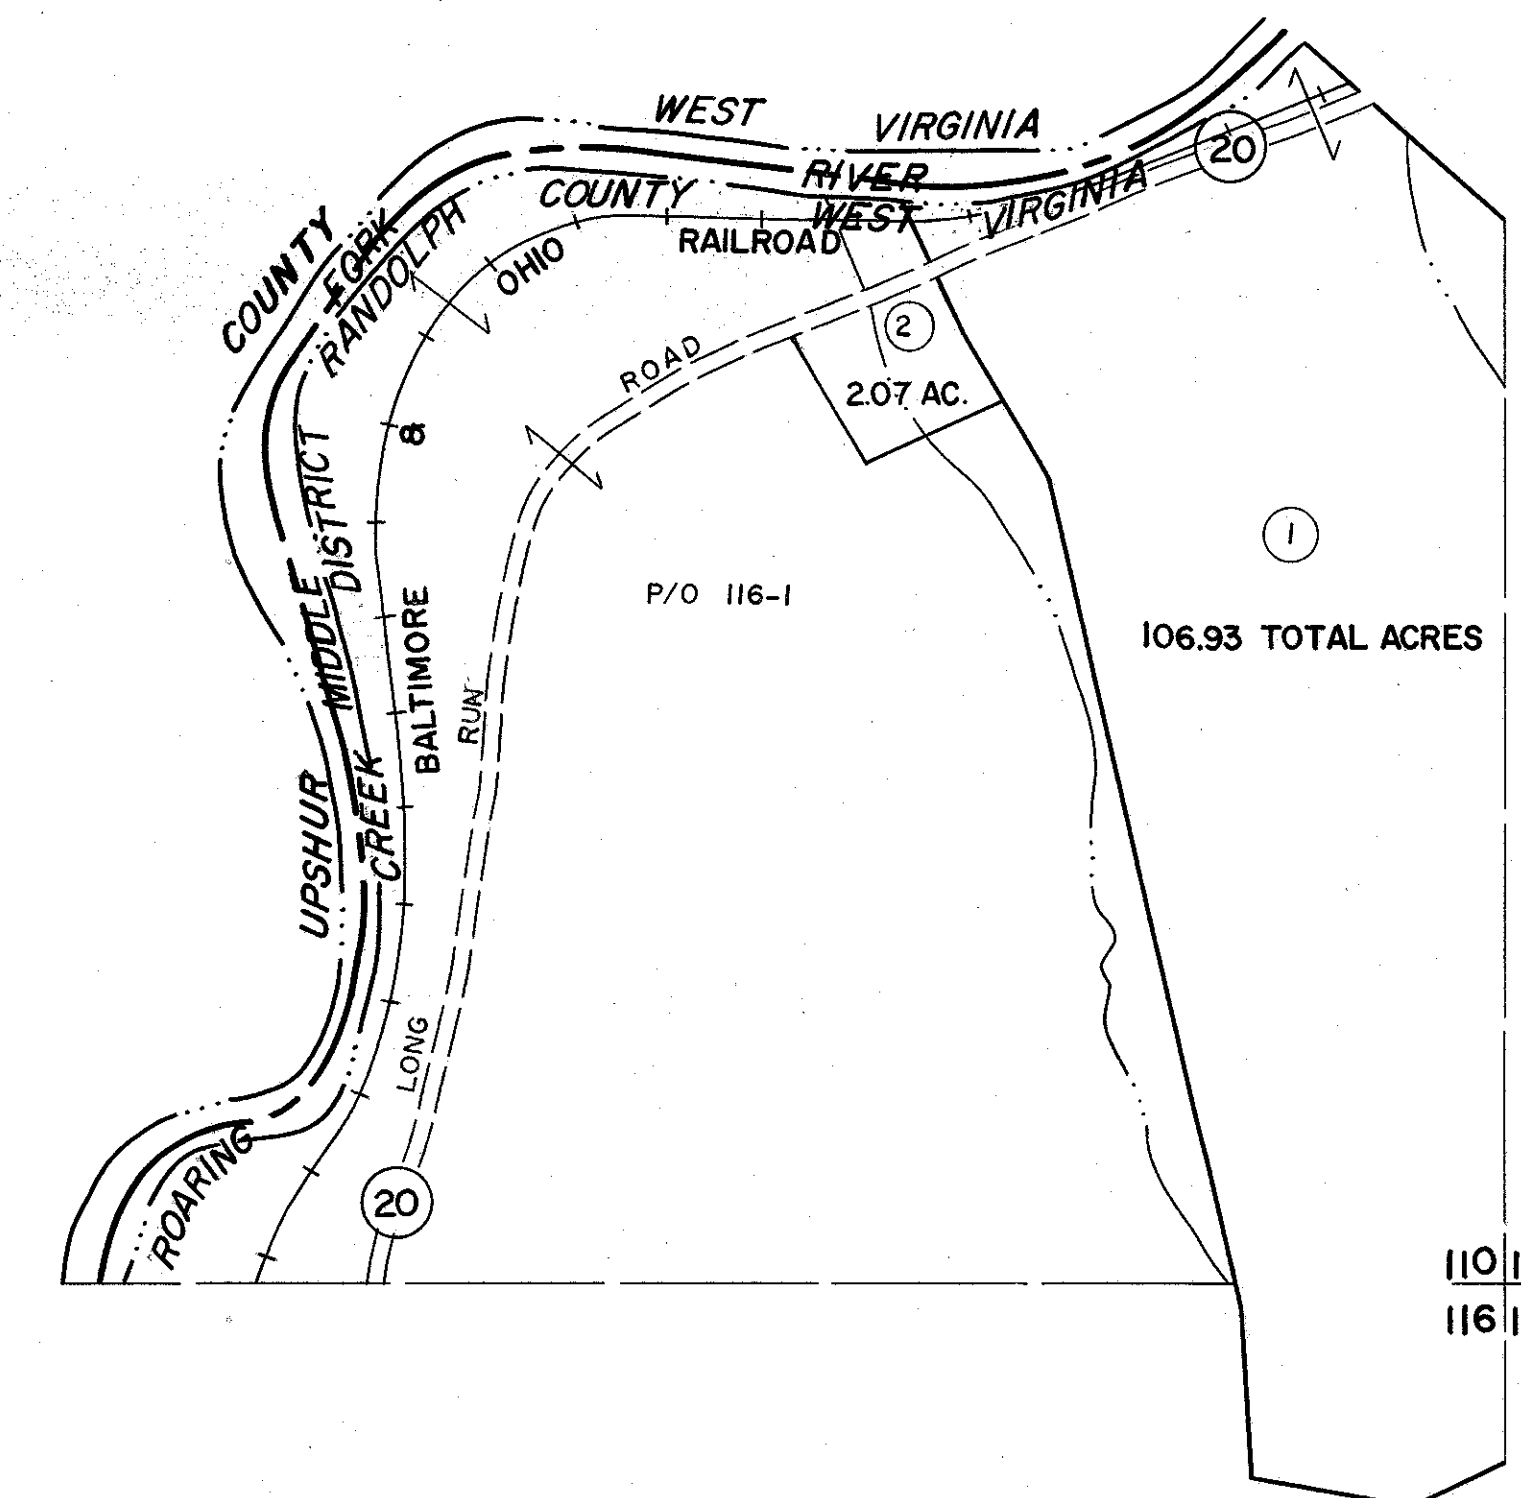 UPSHUR COUNTY WEST VIRGINIA
MIDDLE FORK RIVER
ROARING CREEK DISTRICT RANDOLPH COUNTY WEST VIRGINIA
BALTIMORE & OHIO RAILROAD
LONG RUN ROAD
20
20
2
2.07 AC.
1
106.93 TOTAL ACRES
P/O 116-1
110 1
116 1